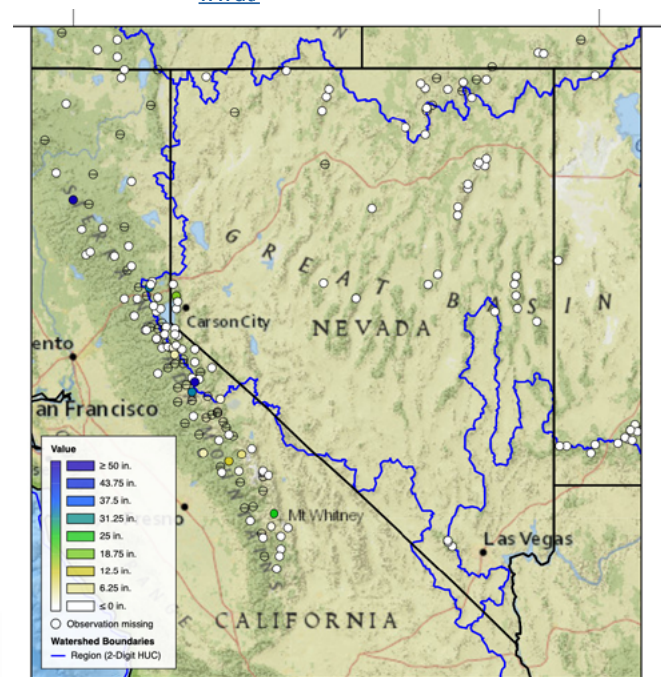 N
SIERRA
GREAT BASIN
Carson City
NEVADA
ento
an Francisco
Value
≥ 50 in.
43.75 in.
37.5 in.
31.25 in.
25 in.
18.75 in.
12.5 in.
6.25 in.
≤ 0 in.
Observation missing
Watershed Boundaries
Region (2-Digit HUC)
resno
Mt Whitney
Las Vegas
CALIFORNIA